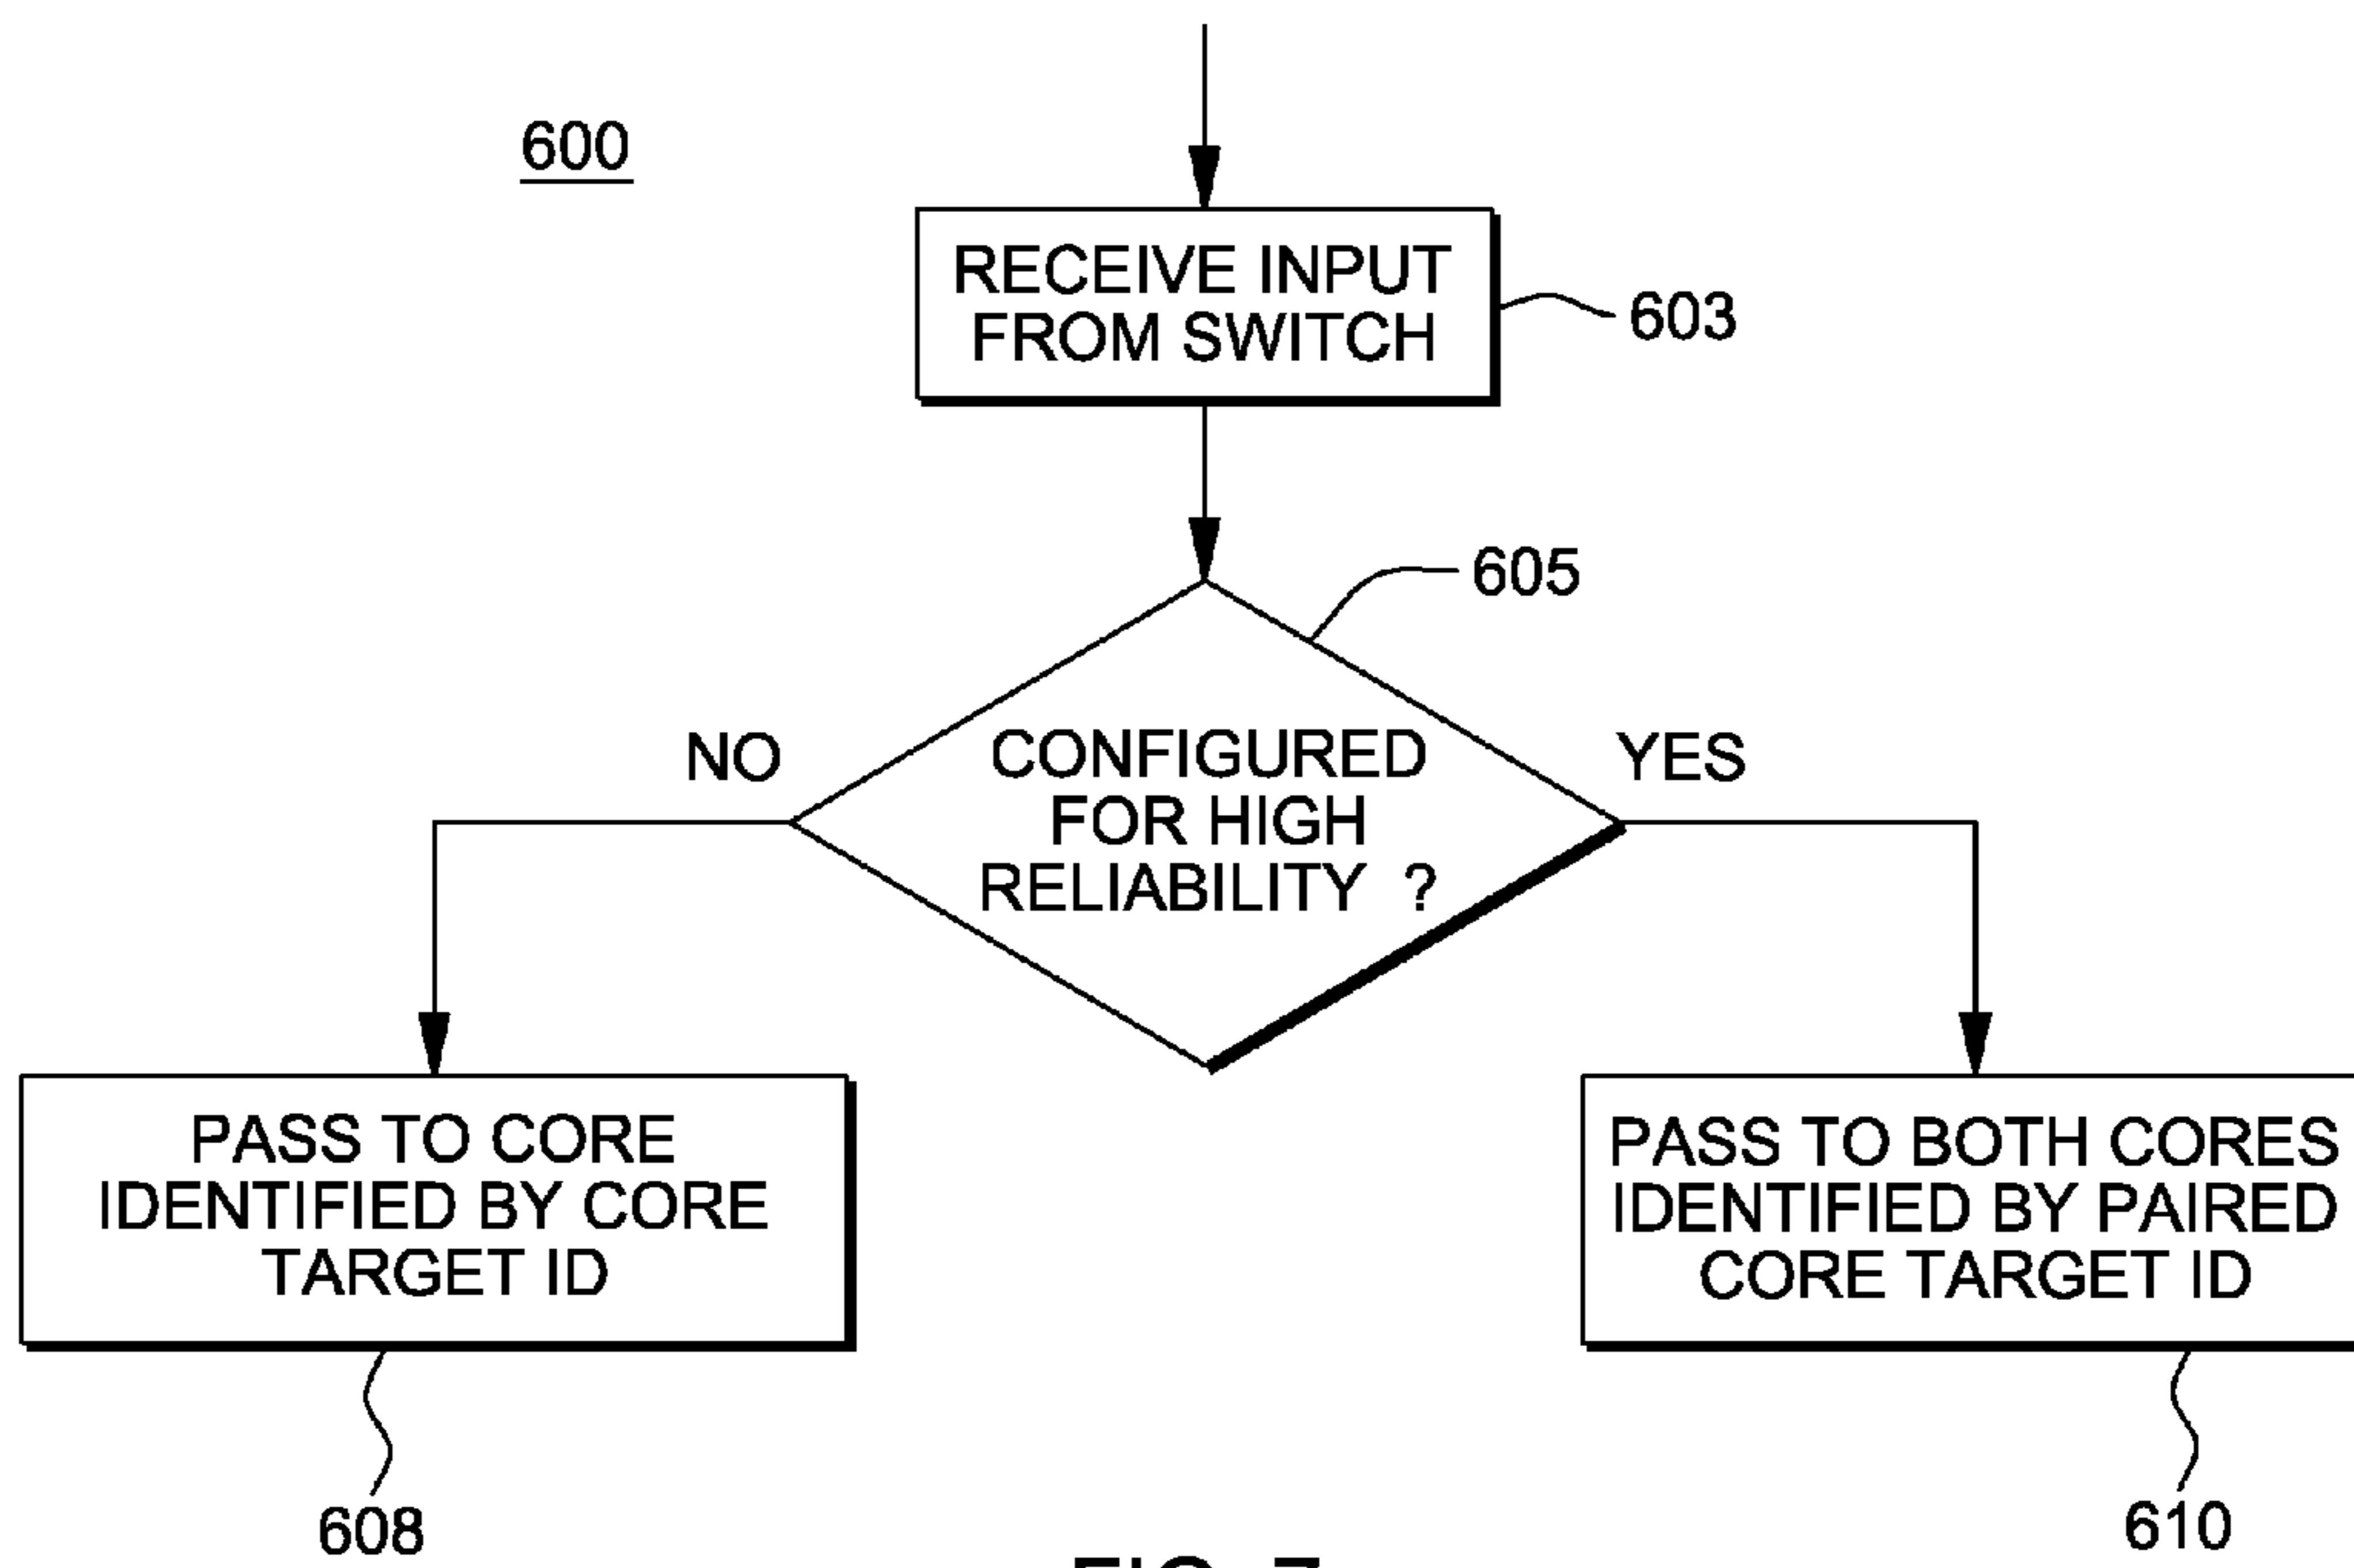 600
RECEIVE INPUT
FROM SWITCH
603
605
NO
CONFIGURED
FOR HIGH
RELIABILITY ?
YES
PASS TO CORE
IDENTIFIED BY CORE
TARGET ID
PASS TO BOTH CORES
IDENTIFIED BY PAIRED
CORE TARGET ID
608
610